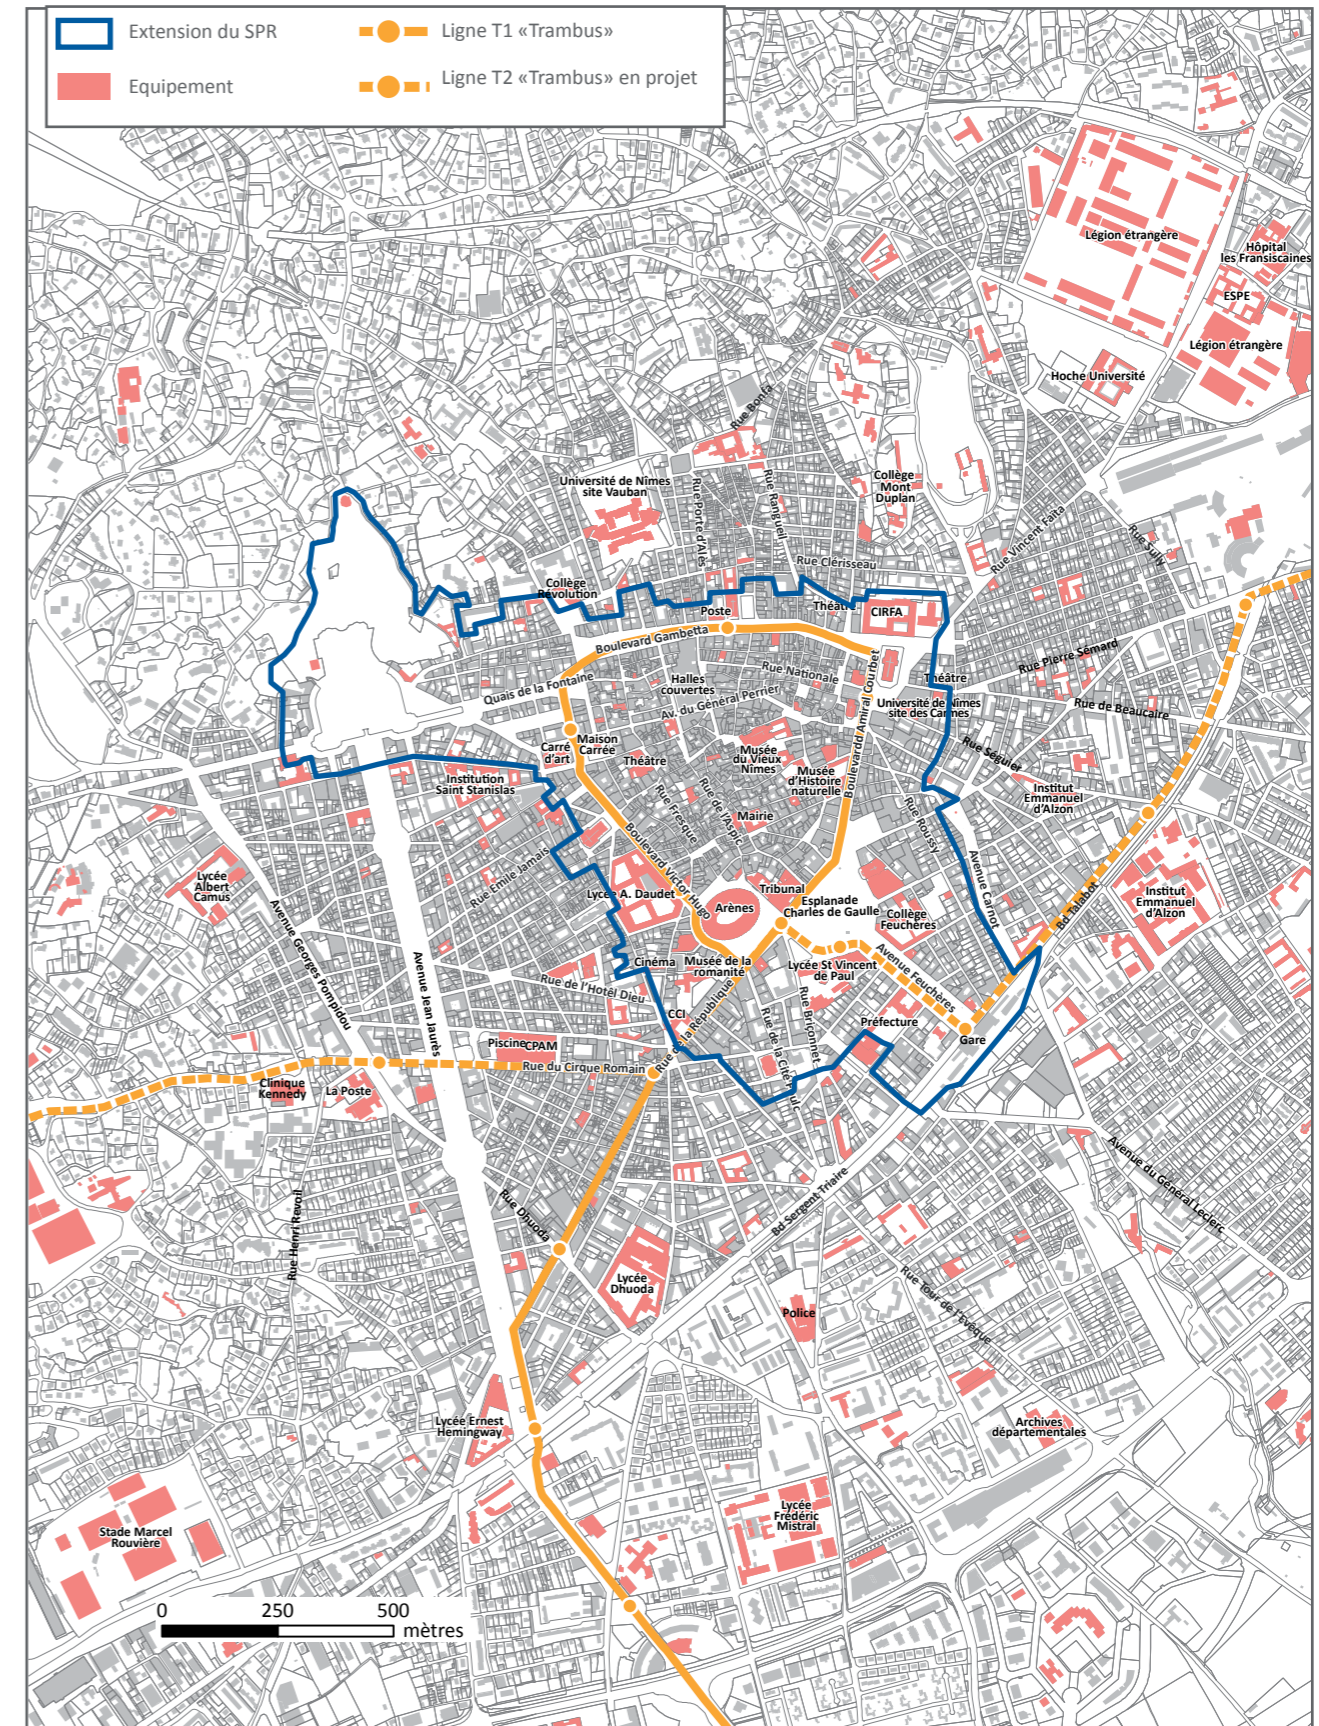 Extension du SPR
Ligne T1 «Trambus»
Equipement
Ligne T2 «Trambus» en projet
Légion étrangère
Hôpital
les Fransiscaines
ESPE
Légion étrangère
Hoche Université
Rue Bonfa
Université de Nîmes
site Vauban
Rue Porte d'Alès
Rue Rangueil
Collège
Mont
Duplan
Rue Vincent Faïta
Rue Sully
Rue Clérisseau
Collège
Révolution
Poste
Théâtre
CIRFA
Boulevard Gambetta
Rue Pierre Sémard
Quais de la Fontaine
Halles
couvertes
Rue Nationale
Av. du Général Perrier
Boulevardd Amiral Courbet
Théâtre
Université de Nîmes
site des Carmes
Rue de Beaucaire
Carré
d'art
Maison
Carrée
Théâtre
Musée
du Vieux
Nîmes
Musée
d'Histoire
naturelle
Rue Séguier
Institution
Saint Stanislas
Rue Fresque
Rue de l'Aspic
Mairie
Rue Roussy
Institut
Emmanuel
d'Alzon
Boulevard Victor Hugo
Rue Emile Jamais
Lycée
Albert
Camus
Lycée A. Daudet
Arènes
Tribunal
Esplanade
Charles de Gaulle
Collège
Feuchères
Avenue Carnot
Bd Talabot
Institut
Emmanuel
d'Alzon
Avenue Georges Pompidou
Avenue Jean Jaurès
Cinéma
Musée de la
romanité
Lycée St Vincent
de Paul
Avenue Feuchères
Rue de l'Hotêl Dieu
CCI
Rue de la République
Rue de la Cité Foulc
Rue Briçonnet
Préfecture
Gare
Piscine
CPAM
Rue du Cirque Romain
Clinique
Kennedy
La Poste
Avenue du Général Leclerc
Rue Henri Revoil
Rue Dhuoda
Bd Sergent Triaire
Lycée
Dhuoda
Police
Rue Tour de l'Evêque
Lycée Ernest
Hemingway
Archives
départementales
Stade Marcel
Rouvière
Lycée
Frédéric
Mistral
0 250 500
mètres